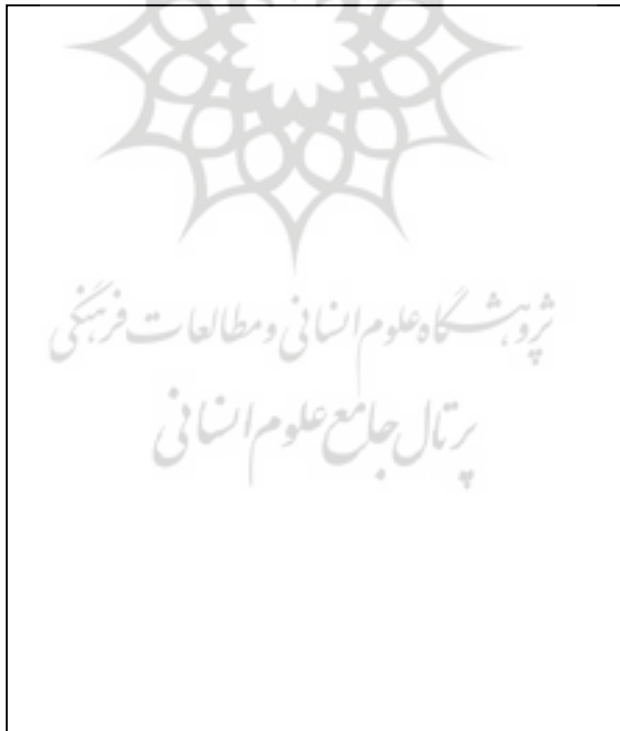 پژوهشگاه علوم انسانی و مطالعات فرهنگی
پرتال جامع علوم انسانی